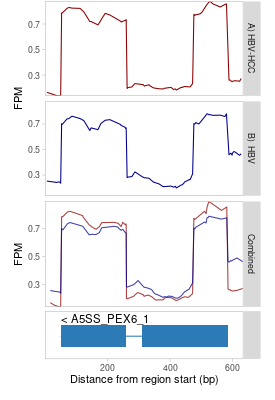 0.7
0.5
0.3
A) HBV-HCC
FPM
0.7
0.5
0.3
B) HBV
0.7
0.5
0.3
FPM
Combined
< A5SS_PEX6_1
200 400 600
Distance from region start (bp)